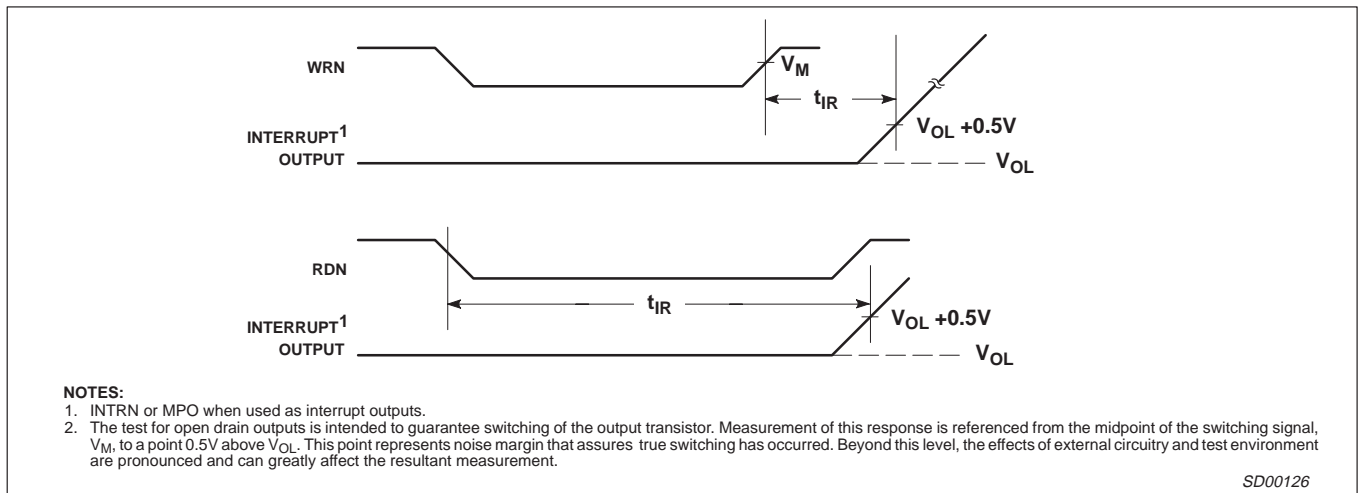 WRN
VM
tIR
INTERRUPT1
OUTPUT
VOL +0.5V
VOL
RDN
tIR
INTERRUPT1
OUTPUT
VOL +0.5V
VOL
NOTES:
1. INTRN or MPO when used as interrupt outputs.
2. The test for open drain outputs is intended to guarantee switching of the output transistor. Measurement of this response is referenced from the midpoint of the switching signal,
VM, to a point 0.5V above VOL. This point represents noise margin that assures true switching has occurred. Beyond this level, the effects of external circuitry and test environment
are pronounced and can greatly affect the resultant measurement.
SD00126